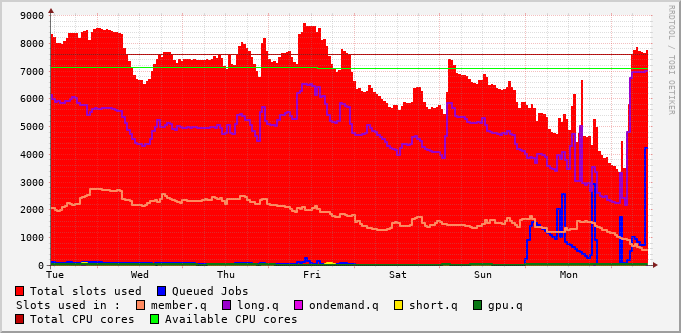 9000
8000
7000
6000
5000
4000
3000
2000
1000
0
Tue Wed Thu Fri Sat Sun Mon
Total slots used Queued Jobs
Slots used in : member.q long.q ondemand.q short.q gpu.q
Total CPU cores Available CPU cores
RRDTOOL / TOBI OETIKER